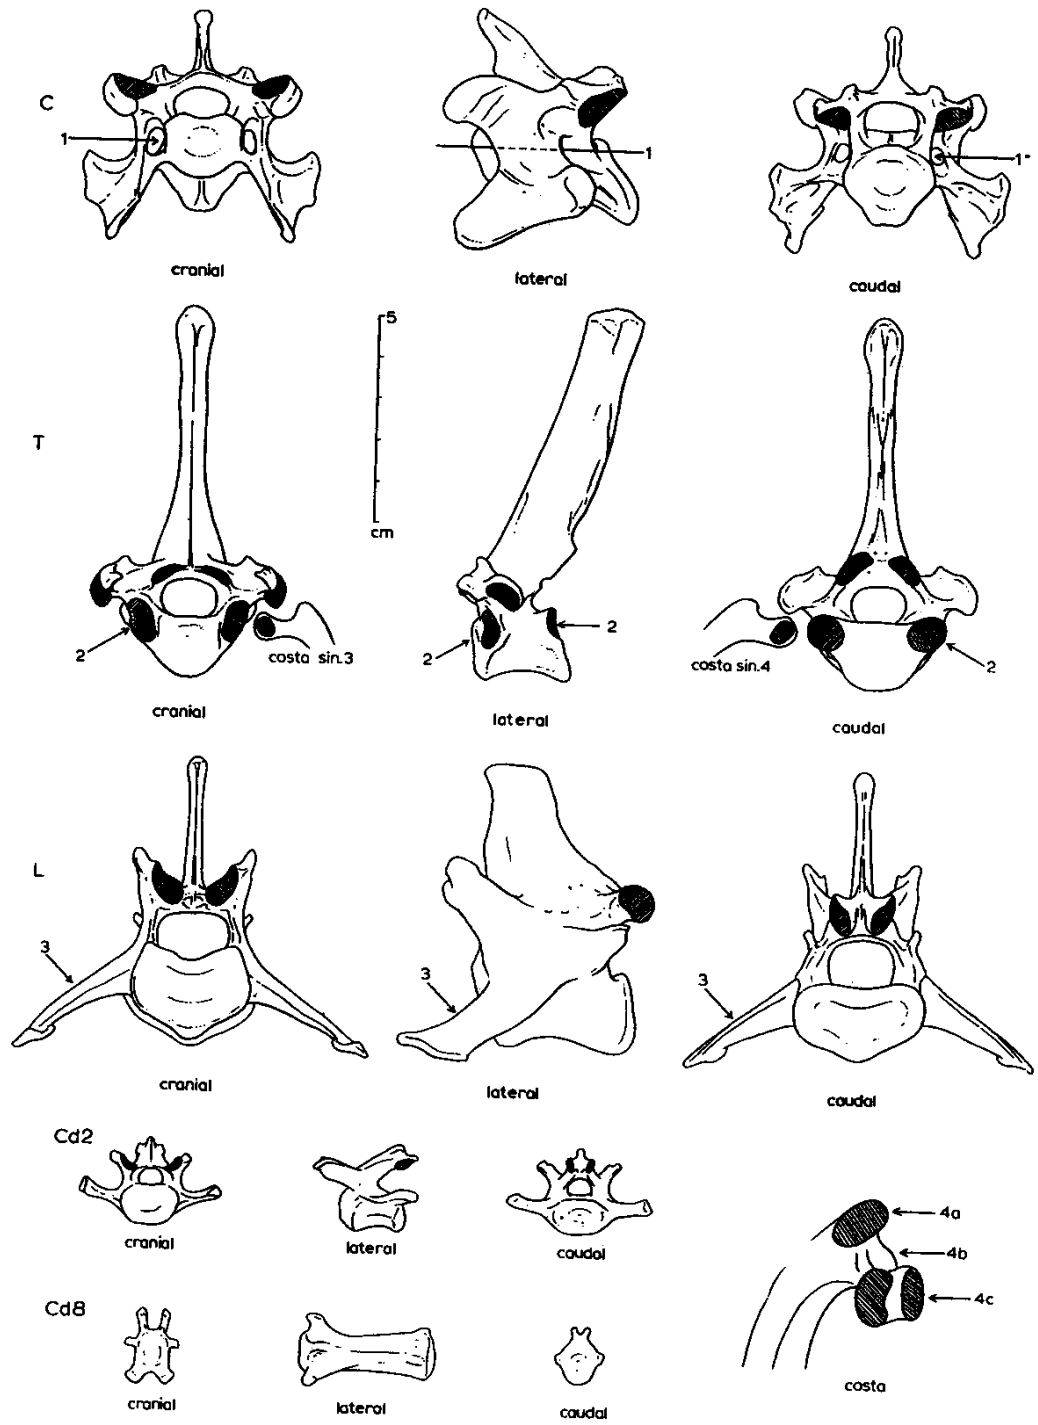 C
1
1
1
cranial
lateral
caudal
T
5
cm
2
costa sin.3
2
2
costa sin.4
2
cranial
lateral
caudal
L
3
3
3
cranial
lateral
caudal
Cd2
cranial
lateral
caudal
4a
4b
4c
Cd8
cranial
lateral
caudal
costa